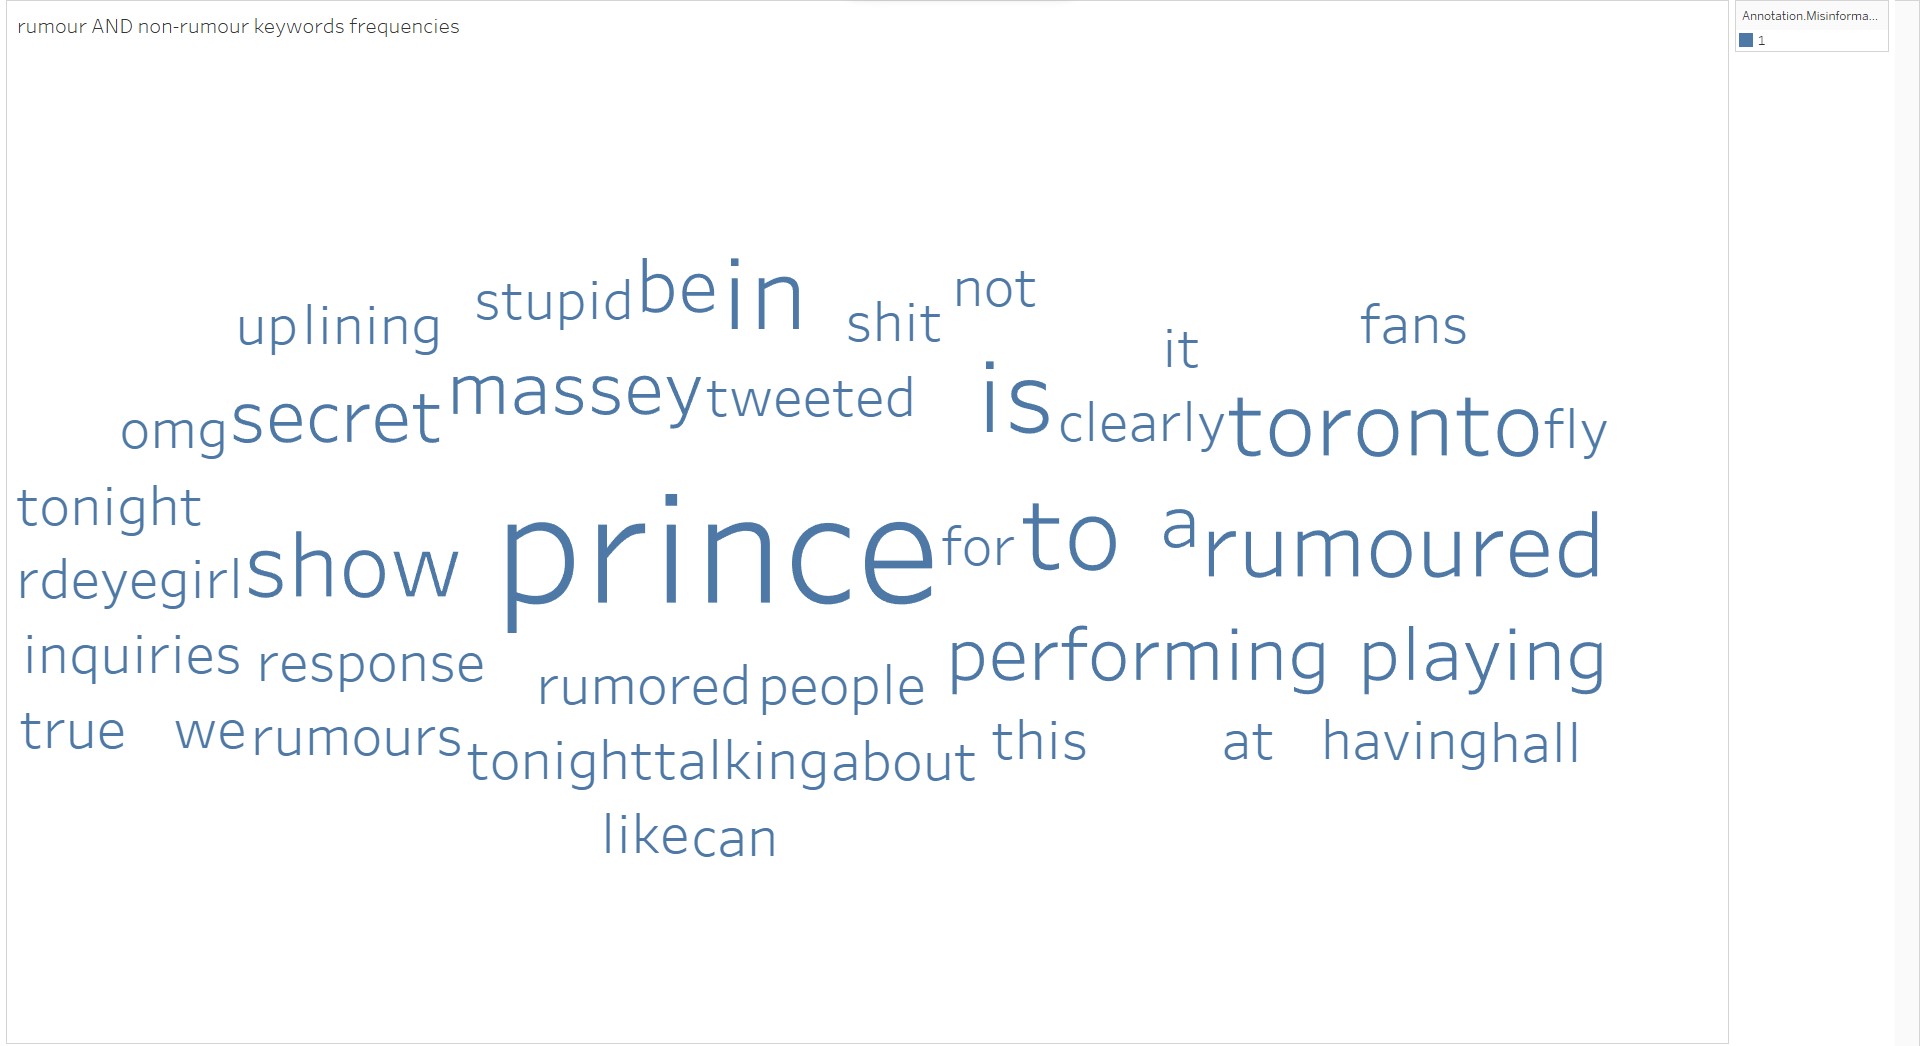 rumour AND non-rumour keywords frequencies
Annotation.Misinforma...
1
up lining stupid be in shit not it fans
omg secret massey tweeted is clearly toronto fly
tonight
rdeyegirl show prince for to a rumoured
inquiries response rumored people performing playing
true we rumours tonight talking about this at having hall
like can